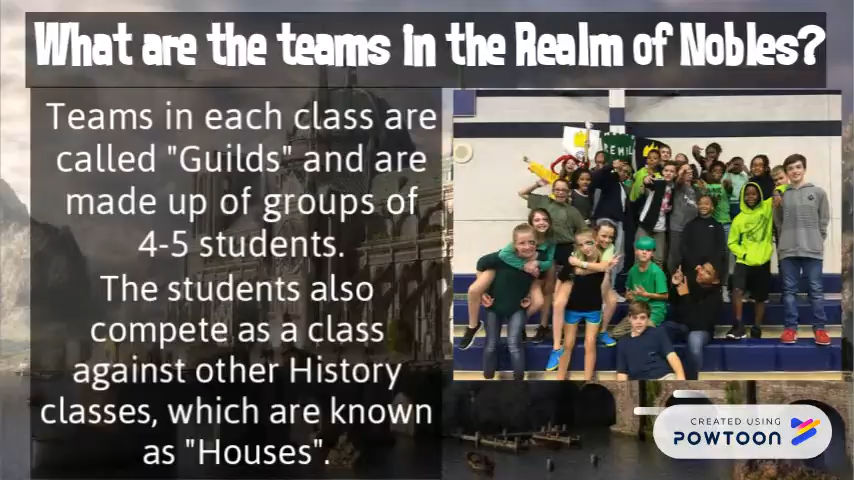 What are the teams in the Realm of Nobles?
Teams in each class are
called "Guilds" and are
made up of groups of
4-5 students.
The students also
compete as a class
against other History
classes, which are known
as "Houses".
CREATED USING
POWTOON